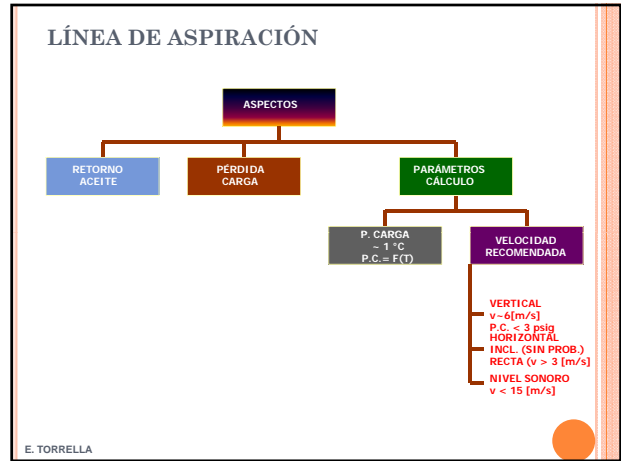 LÍNEA DE ASPIRACIÓN
ASPECTOS
RETORNO
ACEITE
PÉRDIDA
CARGA
PARÁMETROS
CÁLCULO
P. CARGA
~ 1 °C
P.C.= F(T)
VELOCIDAD
RECOMENDADA
VERTICAL
v~6[m/s]
P.C. < 3 psig
HORIZONTAL
INCL. (SIN PROB.)
RECTA (v > 3 [m/s]
NIVEL SONORO
v < 15 [m/s]
E. TORRELLA